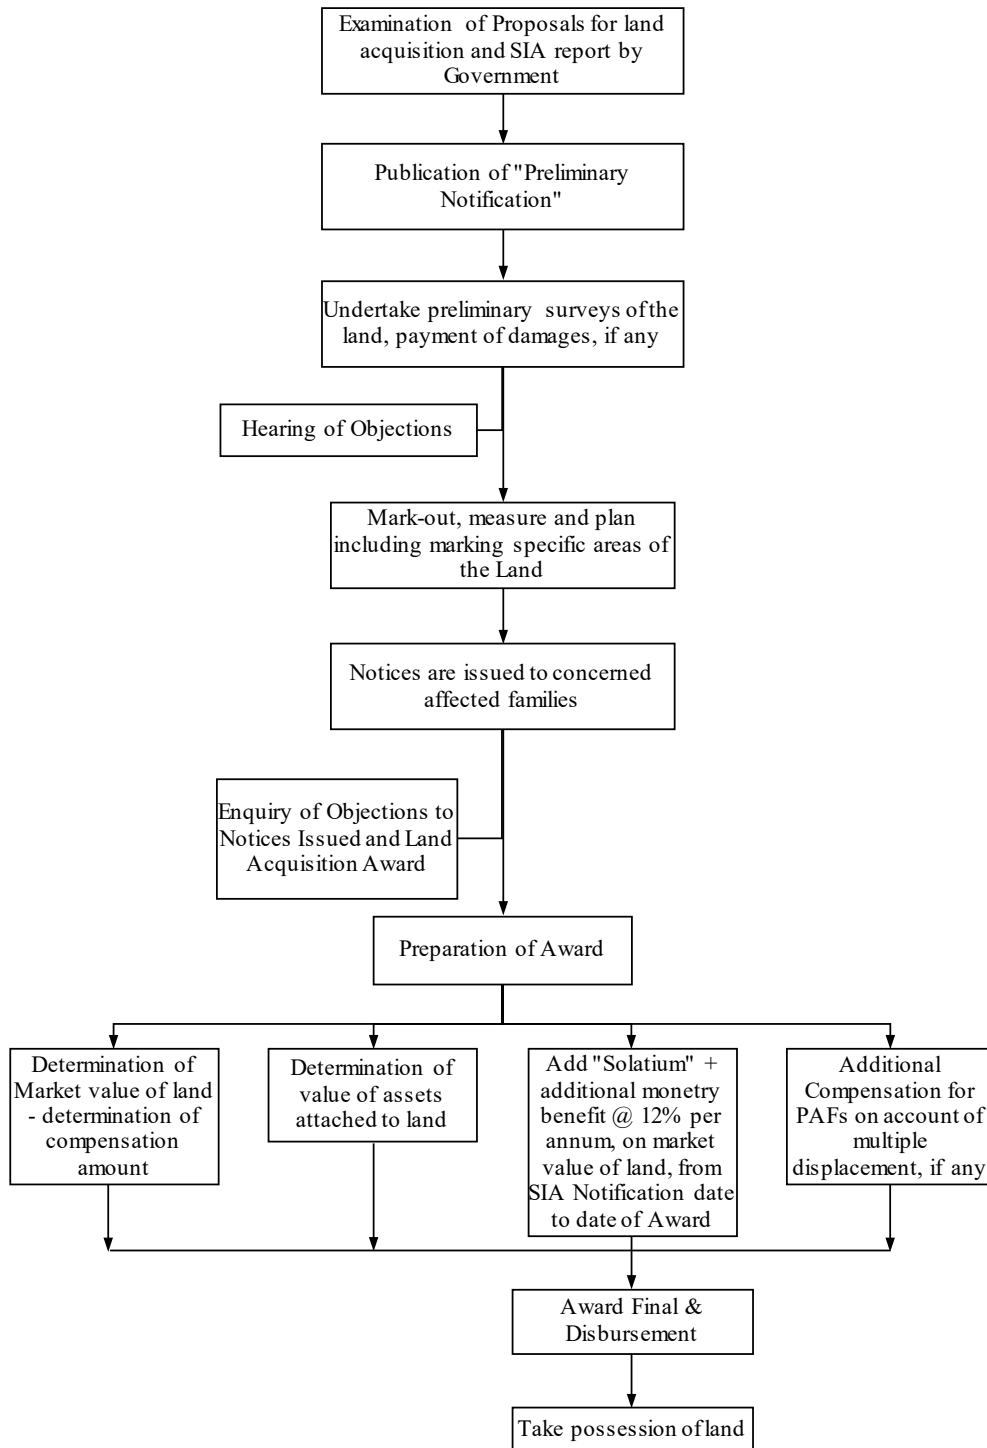 Examination of Proposals for land
acquisition and SIA report by
Government
Publication of "Preliminary
Notification"
Undertake preliminary surveys of the
land, payment of damages, if any
Hearing of Objections
Mark-out, measure and plan
including marking specific areas of
the Land
Notices are issued to concerned
affected families
Enquiry of Objections to
Notices Issued and Land
Acquisition Award
Preparation of Award
Determination of
Market value of land
- determination of
compensation
amount
Determination of
value of assets
attached to land
Add "Solatium" +
additional monetry
benefit @ 12% per
annum, on market
value of land, from
SIA Notification date
to date of Award
Additional
Compensation for
PAFs on account of
multiple
displacement, if any
Award Final &
Disbursement
Take possession of land